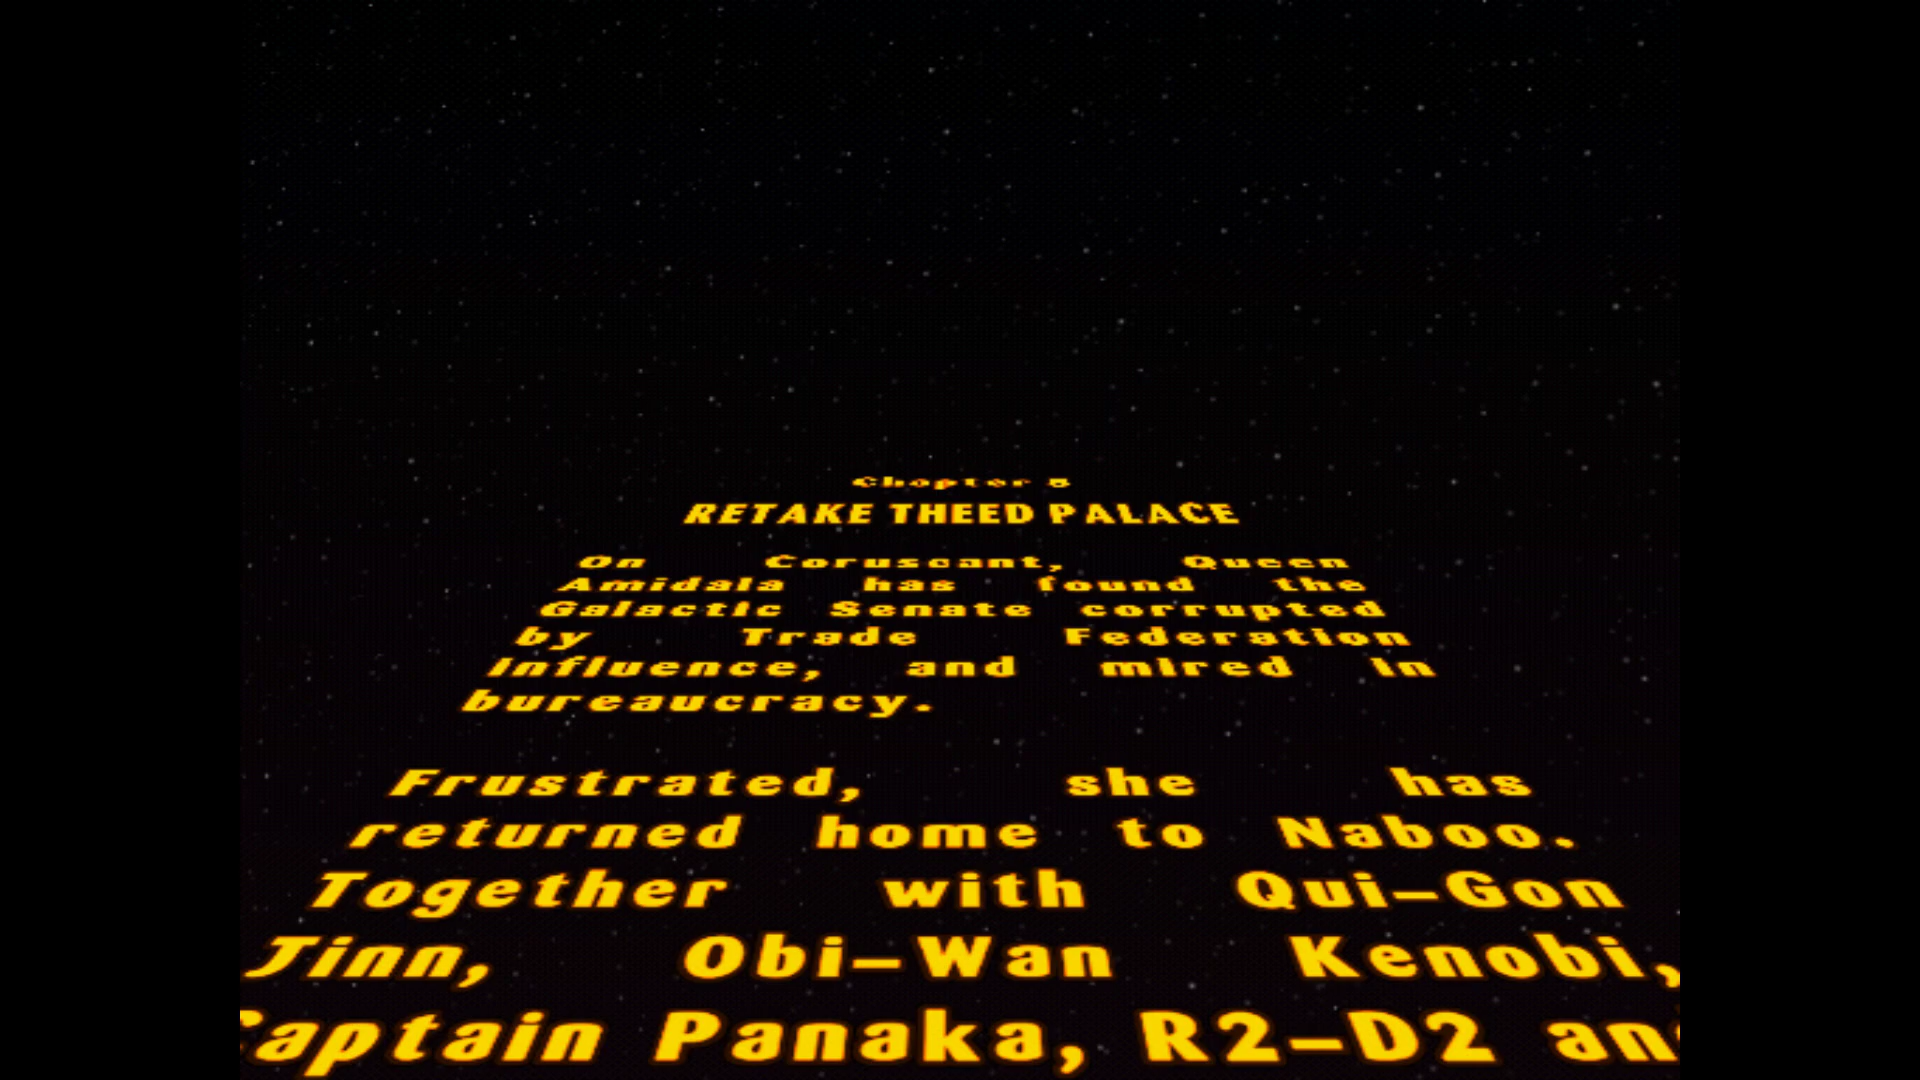 Chapter 5
RETAKE THEED PALACE
On Coruscant, Queen
Amidala has found the
Galactic Senate corrupted
by Trade Federation
influence, and mired in
bureaucracy.
Frustrated, she has
returned home to Naboo.
Together with Qui-Gon
Jinn, Obi-Wan Kenobi,
Captain Panaka, R2-D2 and